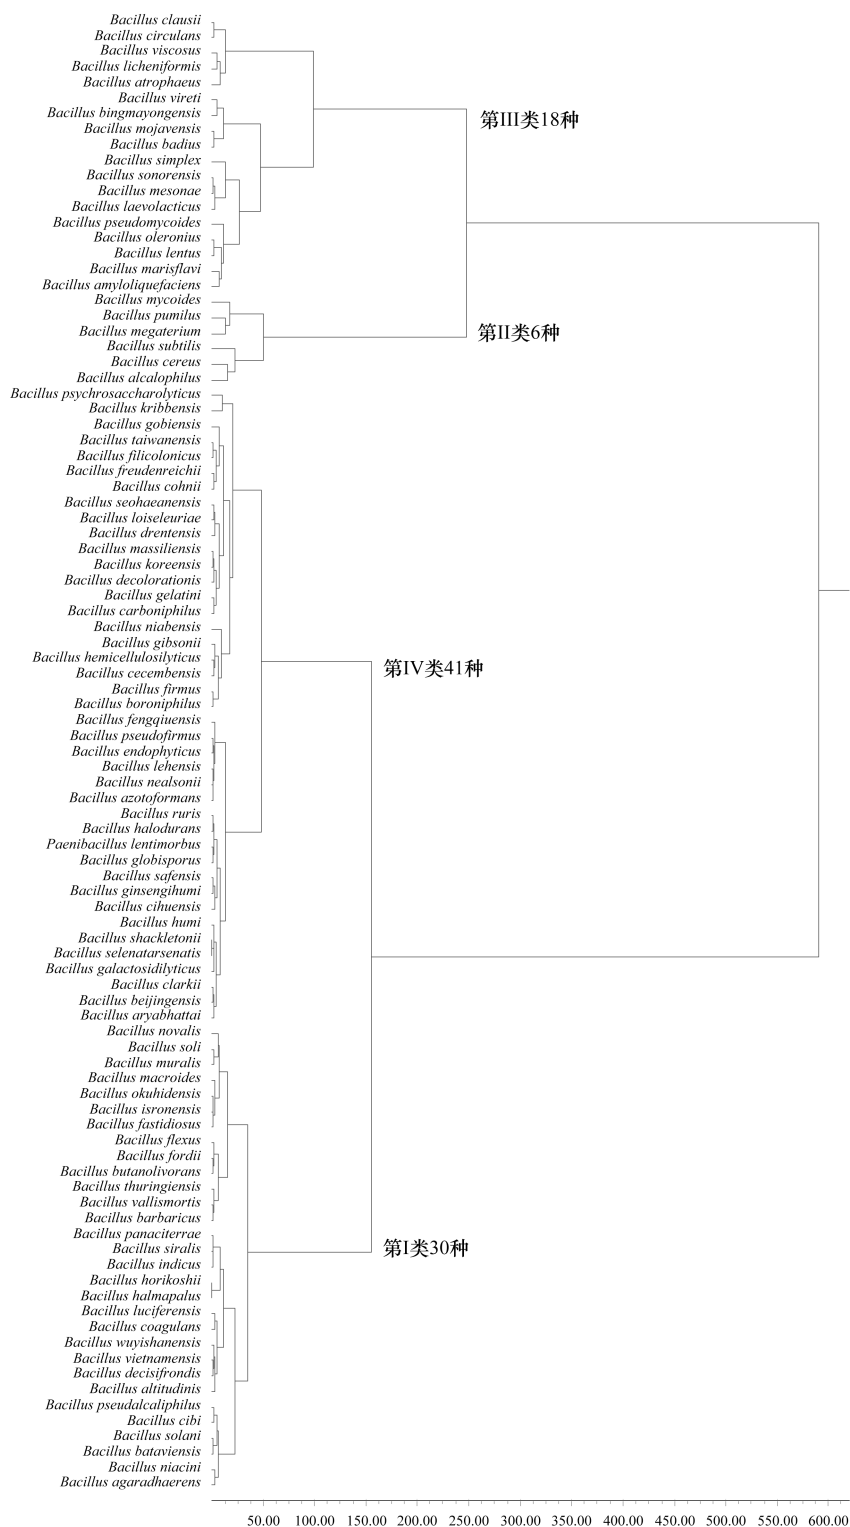 Bacillus clausii
Bacillus circulans
Bacillus viscosus
Bacillus licheniformis
Bacillus atrophaeus
Bacillus vireti
Bacillus bingmayongensis
第III类18种
Bacillus mojavensis
Bacillus badius
Bacillus simplex
Bacillus sonorensis
Bacillus mesonae
Bacillus laevolacticus
Bacillus pseudomycoides
Bacillus oleronius
Bacillus lentus
Bacillus marisflavi
Bacillus amyloliquefaciens
Bacillus mycoides
Bacillus pumilus
Bacillus megaterium
第II类6种
Bacillus subtilis
Bacillus cereus
Bacillus alcalophilus
Bacillus psychrosaccharolyticus
Bacillus kribbensis
Bacillus gobiensis
Bacillus taiwanensis
Bacillus filicolonicus
Bacillus freudenreichii
Bacillus cohnii
Bacillus seohaeanensis
Bacillus loiseleuriae
Bacillus drentensis
Bacillus massiliensis
Bacillus koreensis
Bacillus decolorationis
Bacillus gelatini
Bacillus carboniphilus
Bacillus niabensis
Bacillus gibsonii
Bacillus hemicellulosilyticus
第IV类41种
Bacillus cecembensis
Bacillus firmus
Bacillus boroniphilus
Bacillus fengqiuensis
Bacillus pseudofirmus
Bacillus endophyticus
Bacillus lehensis
Bacillus nealsonii
Bacillus azotoformans
Bacillus ruris
Bacillus halodurans
Paenibacillus lentimorbus
Bacillus globisporus
Bacillus safensis
Bacillus ginsengihumi
Bacillus cihuensis
Bacillus humi
Bacillus shackletonii
Bacillus selenatarsenatis
Bacillus galactosidilyticus
Bacillus clarkii
Bacillus beijingensis
Bacillus aryabhattai
Bacillus novalis
Bacillus soli
Bacillus muralis
Bacillus macroides
Bacillus okuhidensis
Bacillus isronensis
Bacillus fastidiosus
Bacillus flexus
Bacillus fordii
Bacillus butanolivorans
Bacillus thuringiensis
Bacillus vallismortis
Bacillus barbaricus
Bacillus panaciterrae
Bacillus siralis
第I类30种
Bacillus indicus
Bacillus horikoshii
Bacillus halmapalus
Bacillus luciferensis
Bacillus coagulans
Bacillus wuyishanensis
Bacillus vietnamensis
Bacillus decisifrondis
Bacillus altitudinis
Bacillus pseudalcaliphilus
Bacillus cibi
Bacillus solani
Bacillus bataviensis
Bacillus niacini
Bacillus agaradhaerens
50.00 100.00 150.00 200.00 250.00 300.00 350.00 400.00 450.00 500.00 550.00 600.00